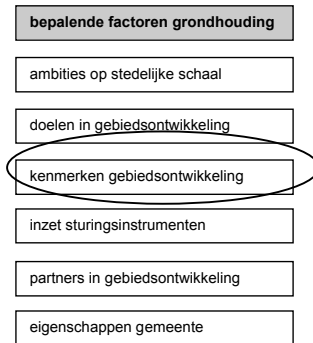 bepalende factoren grondhouding
ambities op stedelijke schaal
doelen in gebiedsontwikkeling
kenmerken gebiedsontwikkeling
inzet sturingsinstrumenten
partners in gebiedsontwikkeling
eigenschappen gemeente